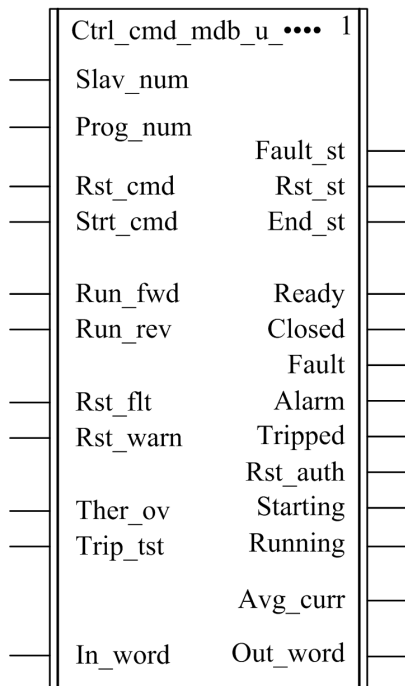 Ctrl_cmd_mdb_u_•••• 1
Slav_num
Prog_num
Fault_st
Rst_cmd Rst_st
Strt_cmd End_st
Run_fwd Ready
Run_rev Closed
Fault
Rst_flt Alarm
Rst_warn Tripped
Rst_auth
Ther_ov Starting
Trip_tst Running
Avg_curr
In_word Out_word